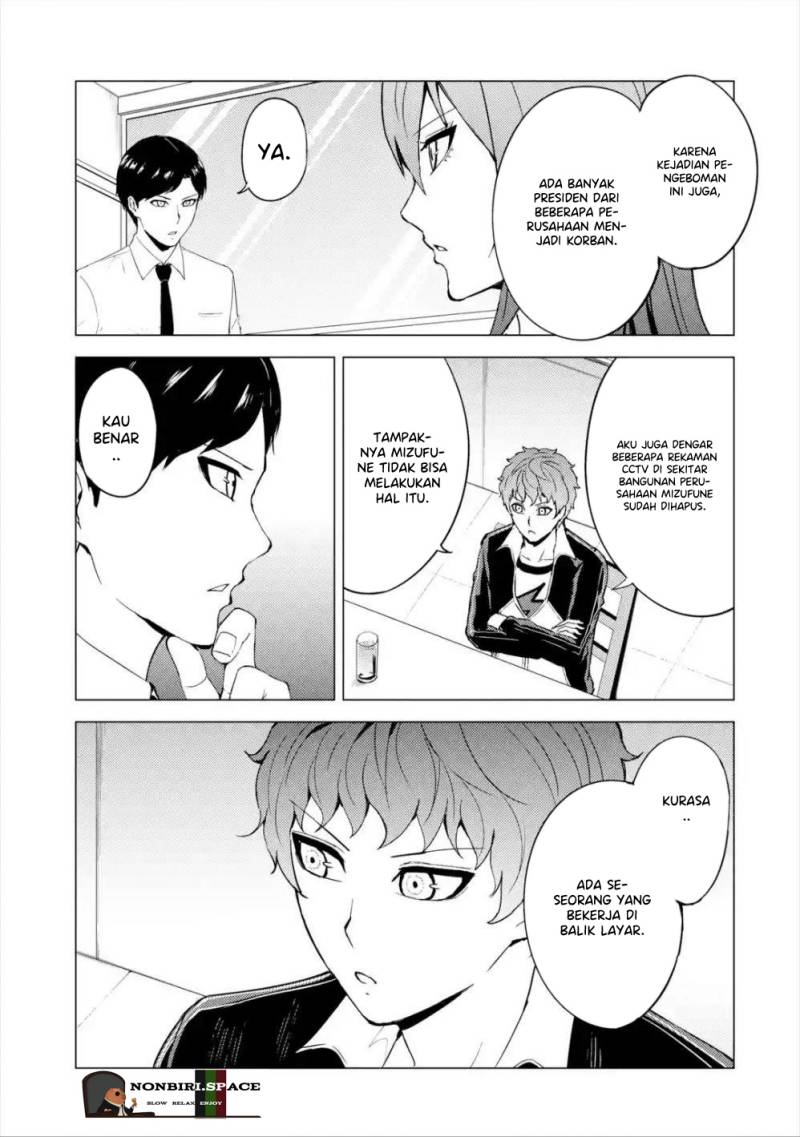 KARENA
KEJADIAN PE-
NGEBOMAN
INI JUGA,
ADA BANYAK
PRESIDEN DARI
BEBERAPA PE-
RUSAHAAN MEN-
JADI KORBAN.
YA.
AKU JUGA DENGAR
BEBERAPA REKAMAN
CCTV DI SEKITAR
BANGUNAN PERU-
SAHAAN MIZUFUNE
SUDAH DIHAPUS.
TAMPAK-
NYA MIZUFU-
NE TIDAK BISA
MELAKUKAN
HAL ITU.
KAU
BENAR
..
KURASA
..
ADA SE-
SEORANG YANG
BEKERJA DI
BALIK LAYAR.
NONBIRI.SPACE
SLOW RELAX ENJOY